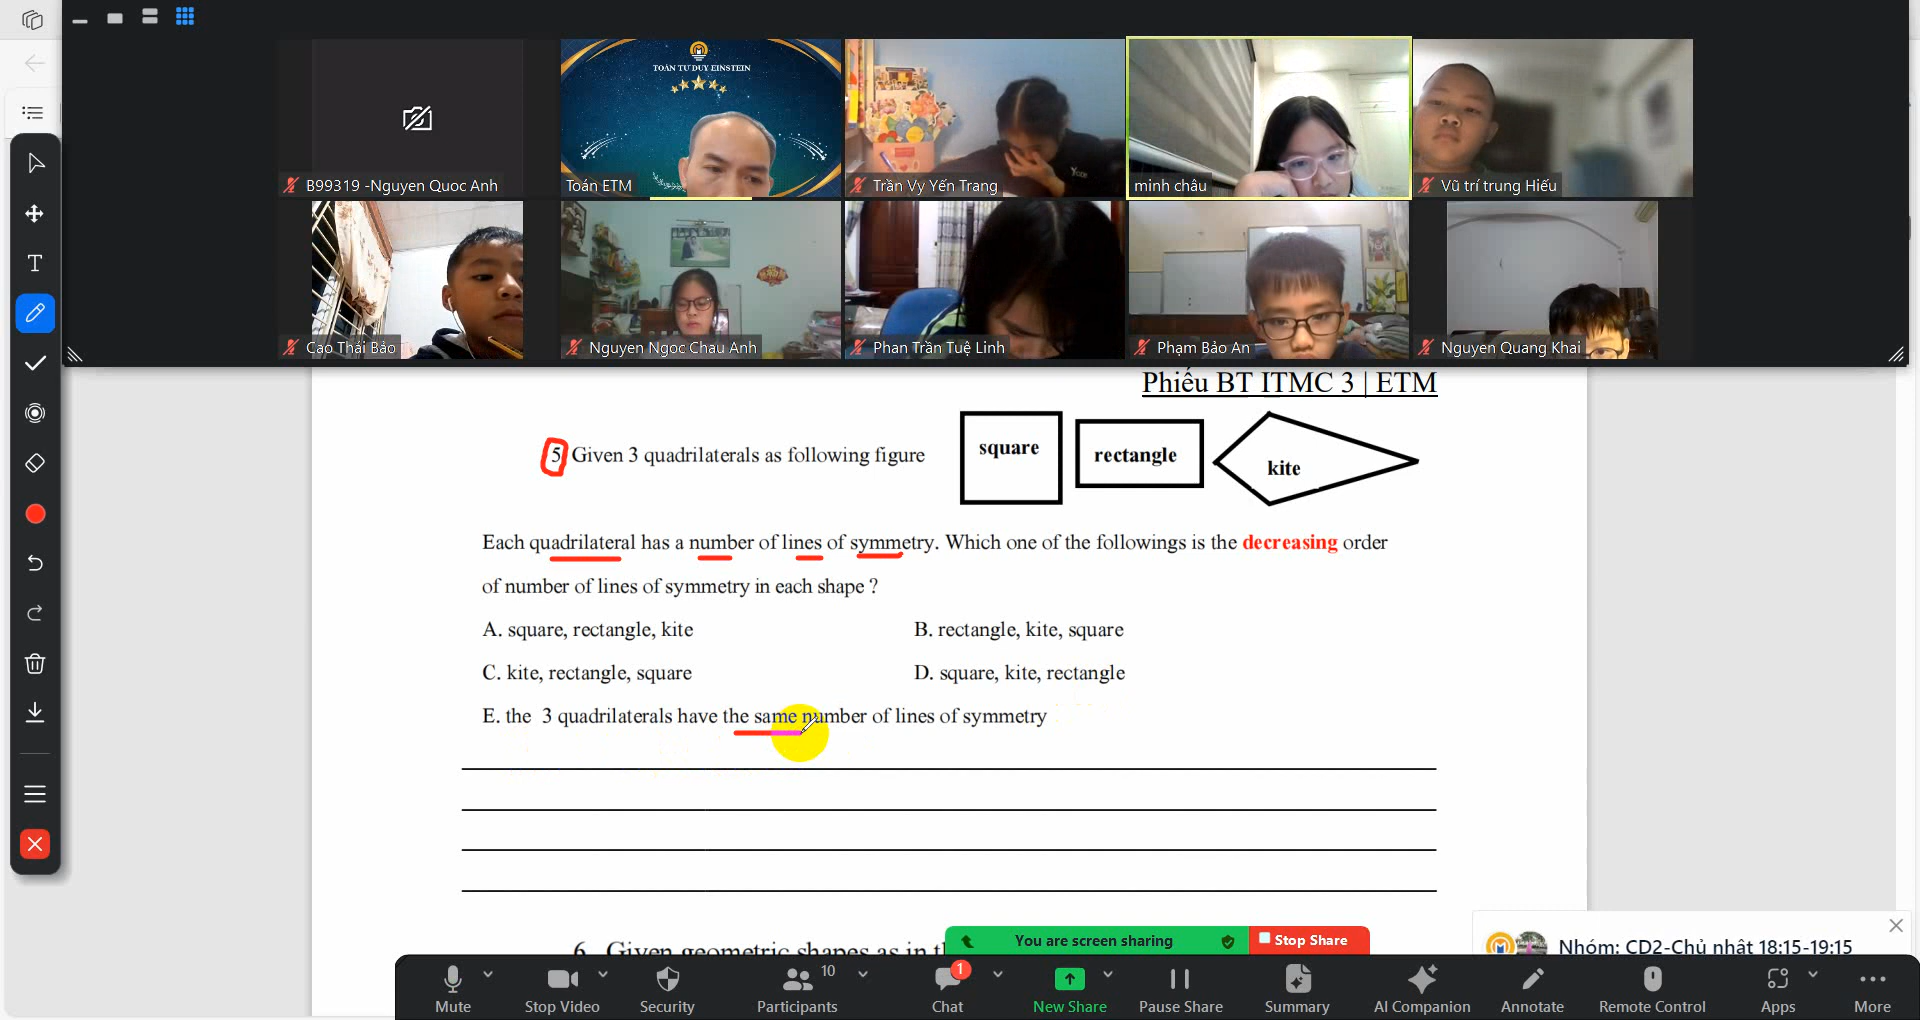 TOÁN TƯ DUY EINSTEIN
B99319 -Nguyen Quoc Anh
Toán ETM
Trần Vy Yến Trang
minh châu
Vũ trí trung Hiếu
Cao Thái Bảo
Nguyen Ngoc Chau Anh
Phan Trần Tuệ Linh
Phạm Bảo An
Nguyen Quang Khai
Phiếu BT ITMC 3 | ETM
5 Given 3 quadrilaterals as following figure
square
rectangle
kite
Each quadrilateral has a number of lines of symmetry. Which one of the followings is the decreasing order
of number of lines of symmetry in each shape ?
A. square, rectangle, kite
B. rectangle, kite, square
C. kite, rectangle, square
D. square, kite, rectangle
E. the 3 quadrilaterals have the same number of lines of symmetry
6. Given geometric shapes as in
You are screen sharing
Stop Share
Nhóm: CD2-Chủ nhật 18:15-19:15
Mute
Stop Video
Security
Participants
10
Chat
1
New Share
Pause Share
Summary
AI Companion
Annotate
Remote Control
Apps
More